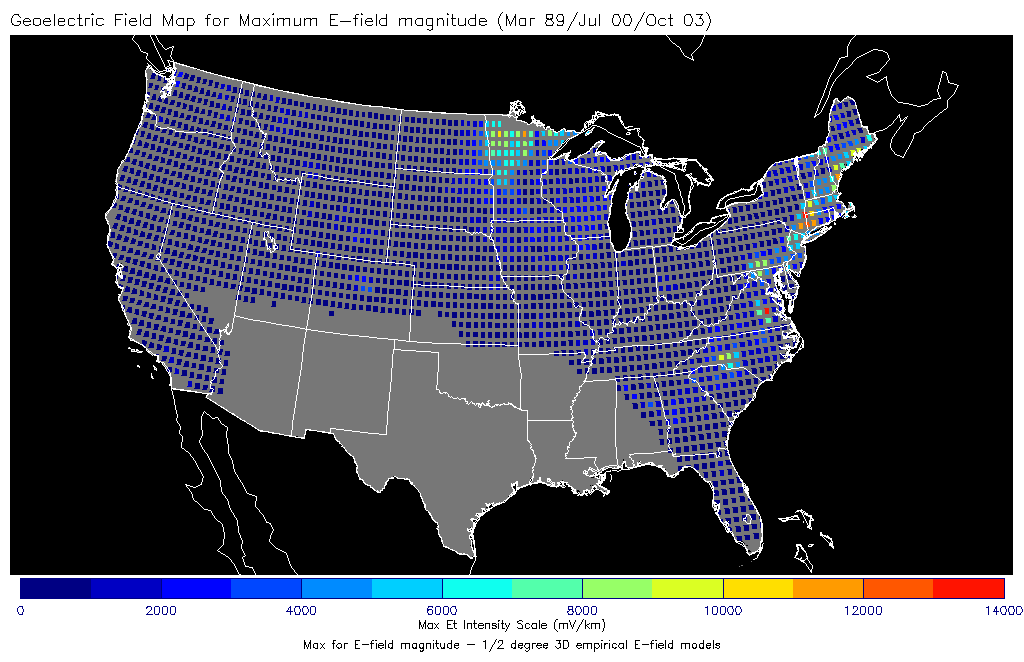 Geoelectric Field Map for Maximum E-field magnitude (Mar 89/Jul 00/Oct 03)
0 2000 4000 6000 8000 10000 12000 14000
Max Et Intensity Scale (mV/km)
Max for E-field magnitude - 1/2 degree 3D empirical E-field models